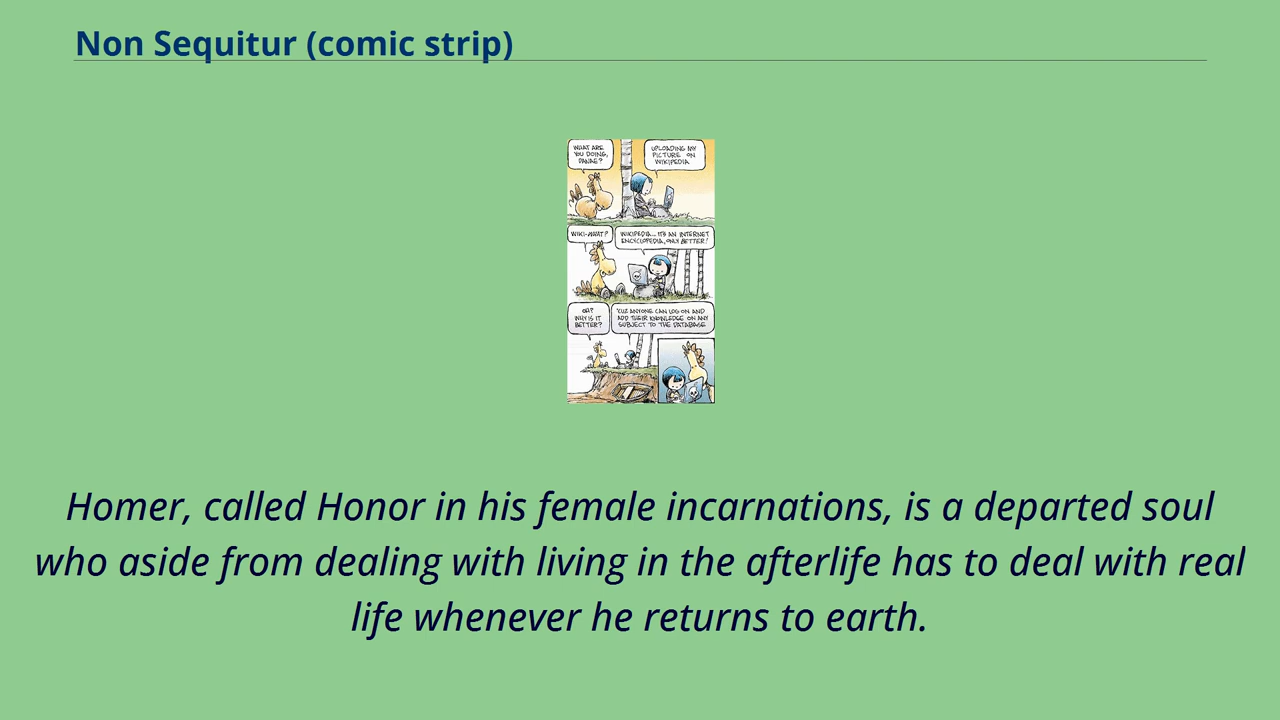 Non Sequitur (comic strip)
WHAT ARE
YOU DOING,
DANAE?
UPLOADING MY
PICTURE ON
WIKIPEDIA
WIKI-WHAT?
WIKIPEDIA... IT'S AN INTERNET
ENCYCLOPEDIA, ONLY BETTER!
OH?
WHY IS IT
BETTER?
'CUZ ANYONE CAN LOG ON AND
ADD THEIR KNOWLEDGE ON ANY
SUBJECT TO THE DATABASE
Homer, called Honor in his female incarnations, is a departed soul
who aside from dealing with living in the afterlife has to deal with real
life whenever he returns to earth.